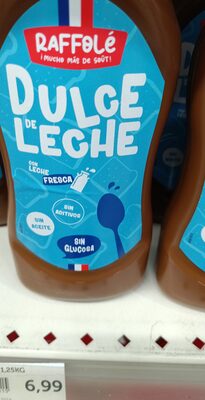 RAFFOLÉ
¡MUCHO MÁS DE GOÛT!
DULCE
DE
LECHE
CON
LECHE
FRESCA
SIN
ADITIVOS
SIN
ACEITE
SIN
GLUCOSA
1,25KG
6,99